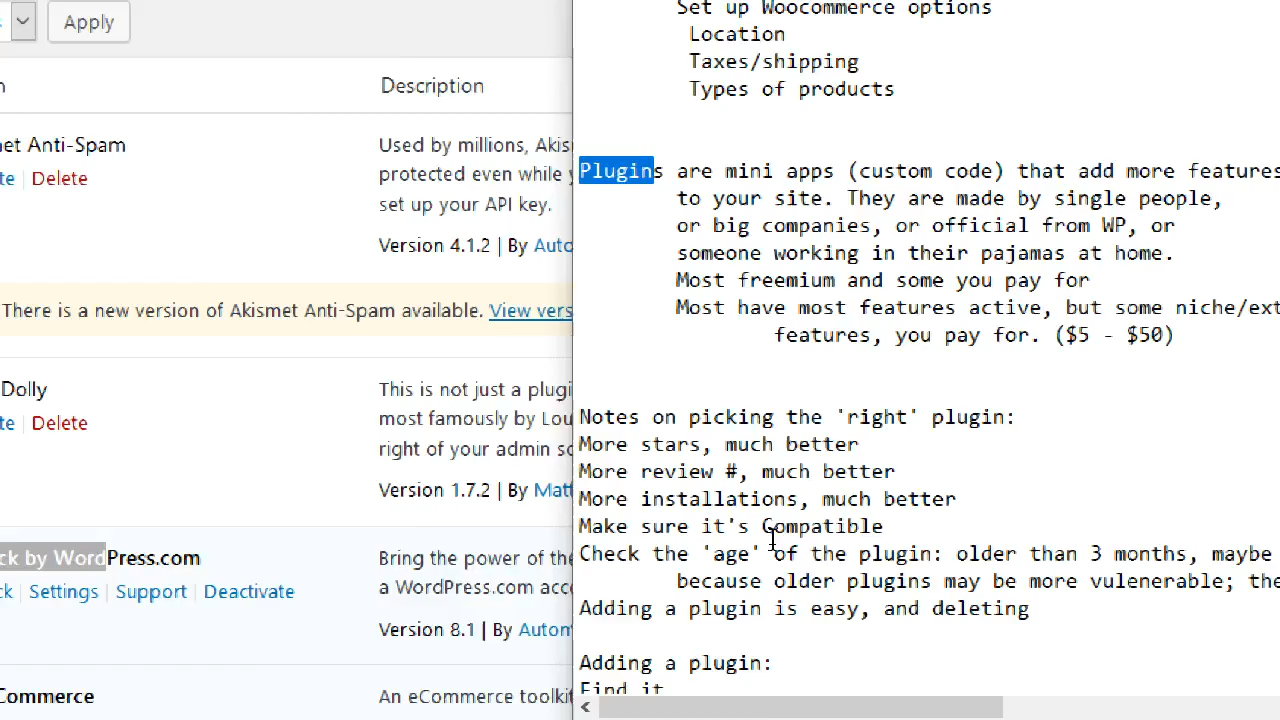 Apply
Description
et Anti-Spam
te | Delete
Used by millions, Akis
protected even while y
set up your API key.
Version 4.1.2 | By Auto
There is a new version of Akismet Anti-Spam available. View vers
Dolly
te | Delete
This is not just a plugi
most famously by Lou
right of your admin sc
Version 1.7.2 | By Matt
ck by WordPress.com
ck | Settings | Support | Deactivate
Bring the power of the
a WordPress.com acco
Version 8.1 | By Autom
Commerce
An eCommerce toolkit
Set up Woocommerce options
Location
Taxes/shipping
Types of products
Plugins are mini apps (custom code) that add more features
to your site. They are made by single people,
or big companies, or official from WP, or
someone working in their pajamas at home.
Most freemium and some you pay for
Most have most features active, but some niche/ext
features, you pay for. ($5 - $50)
Notes on picking the 'right' plugin:
More stars, much better
More review #, much better
More installations, much better
Make sure it's Compatible
Check the 'age' of the plugin: older than 3 months, maybe
because older plugins may be more vulenerable; the
Adding a plugin is easy, and deleting
Adding a plugin:
Find it